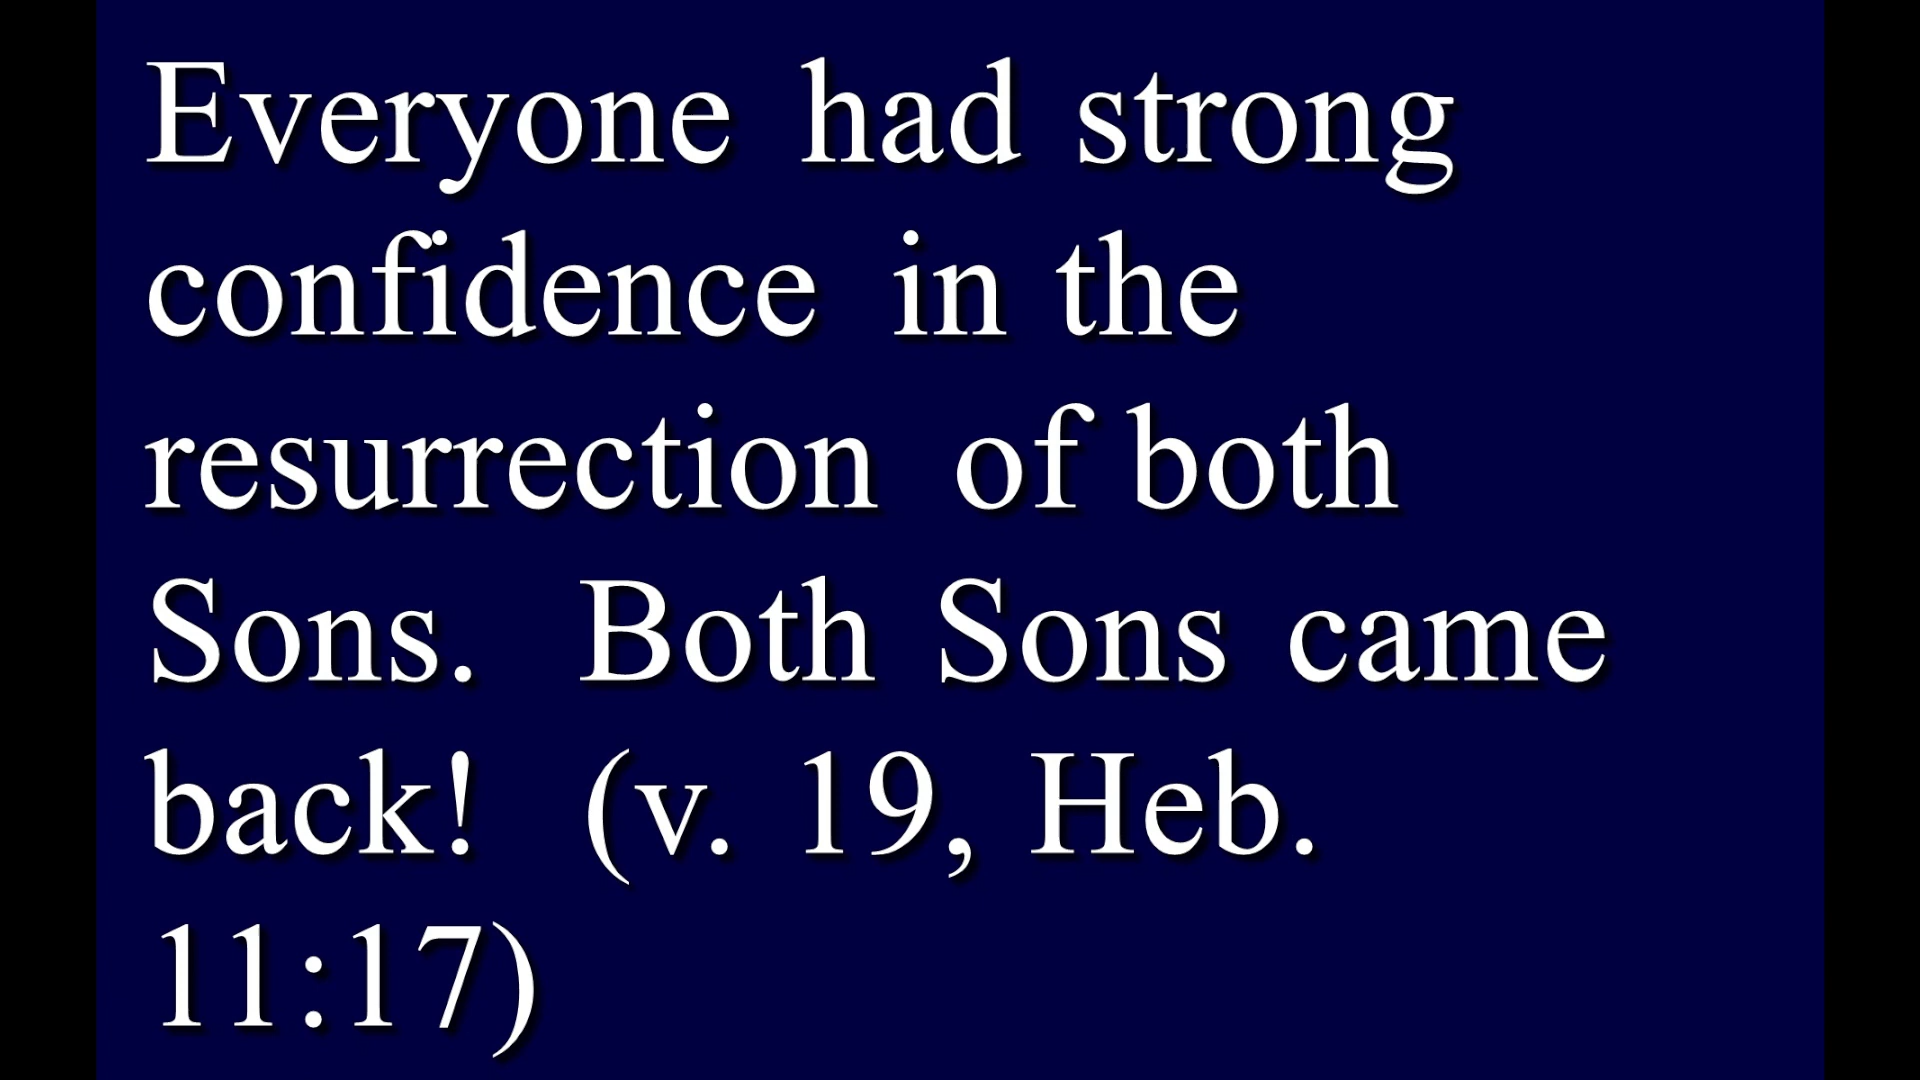 Everyone had strong
confidence in the
resurrection of both
Sons. Both Sons came
back! (v. 19, Heb.
11:17)